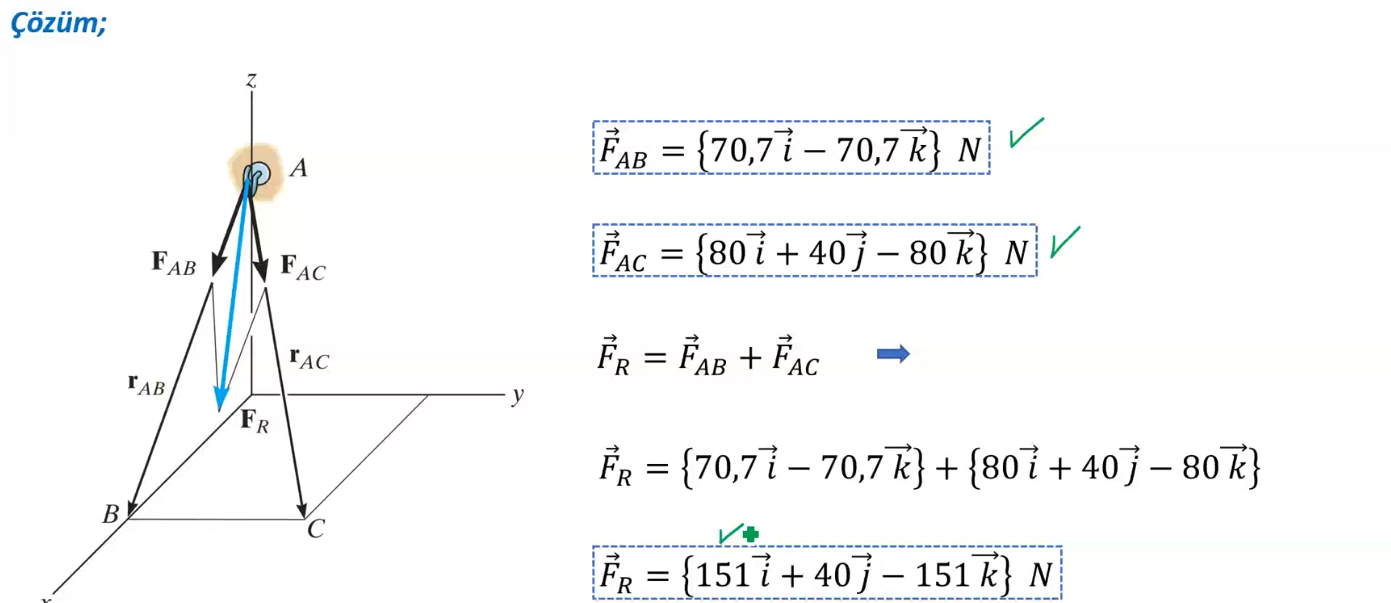 Çözüm;
z
A
F_AB
F_AC
r_AB
r_AC
F_R
y
B
C
x
F⃗_AB = {70,7 i⃗ − 70,7 k⃗} N
F⃗_AC = {80 i⃗ + 40 j⃗ − 80 k⃗} N
F⃗_R = F⃗_AB + F⃗_AC
F⃗_R = {70,7 i⃗ − 70,7 k⃗} + {80 i⃗ + 40 j⃗ − 80 k⃗}
F⃗_R = {151 i⃗ + 40 j⃗ − 151 k⃗} N